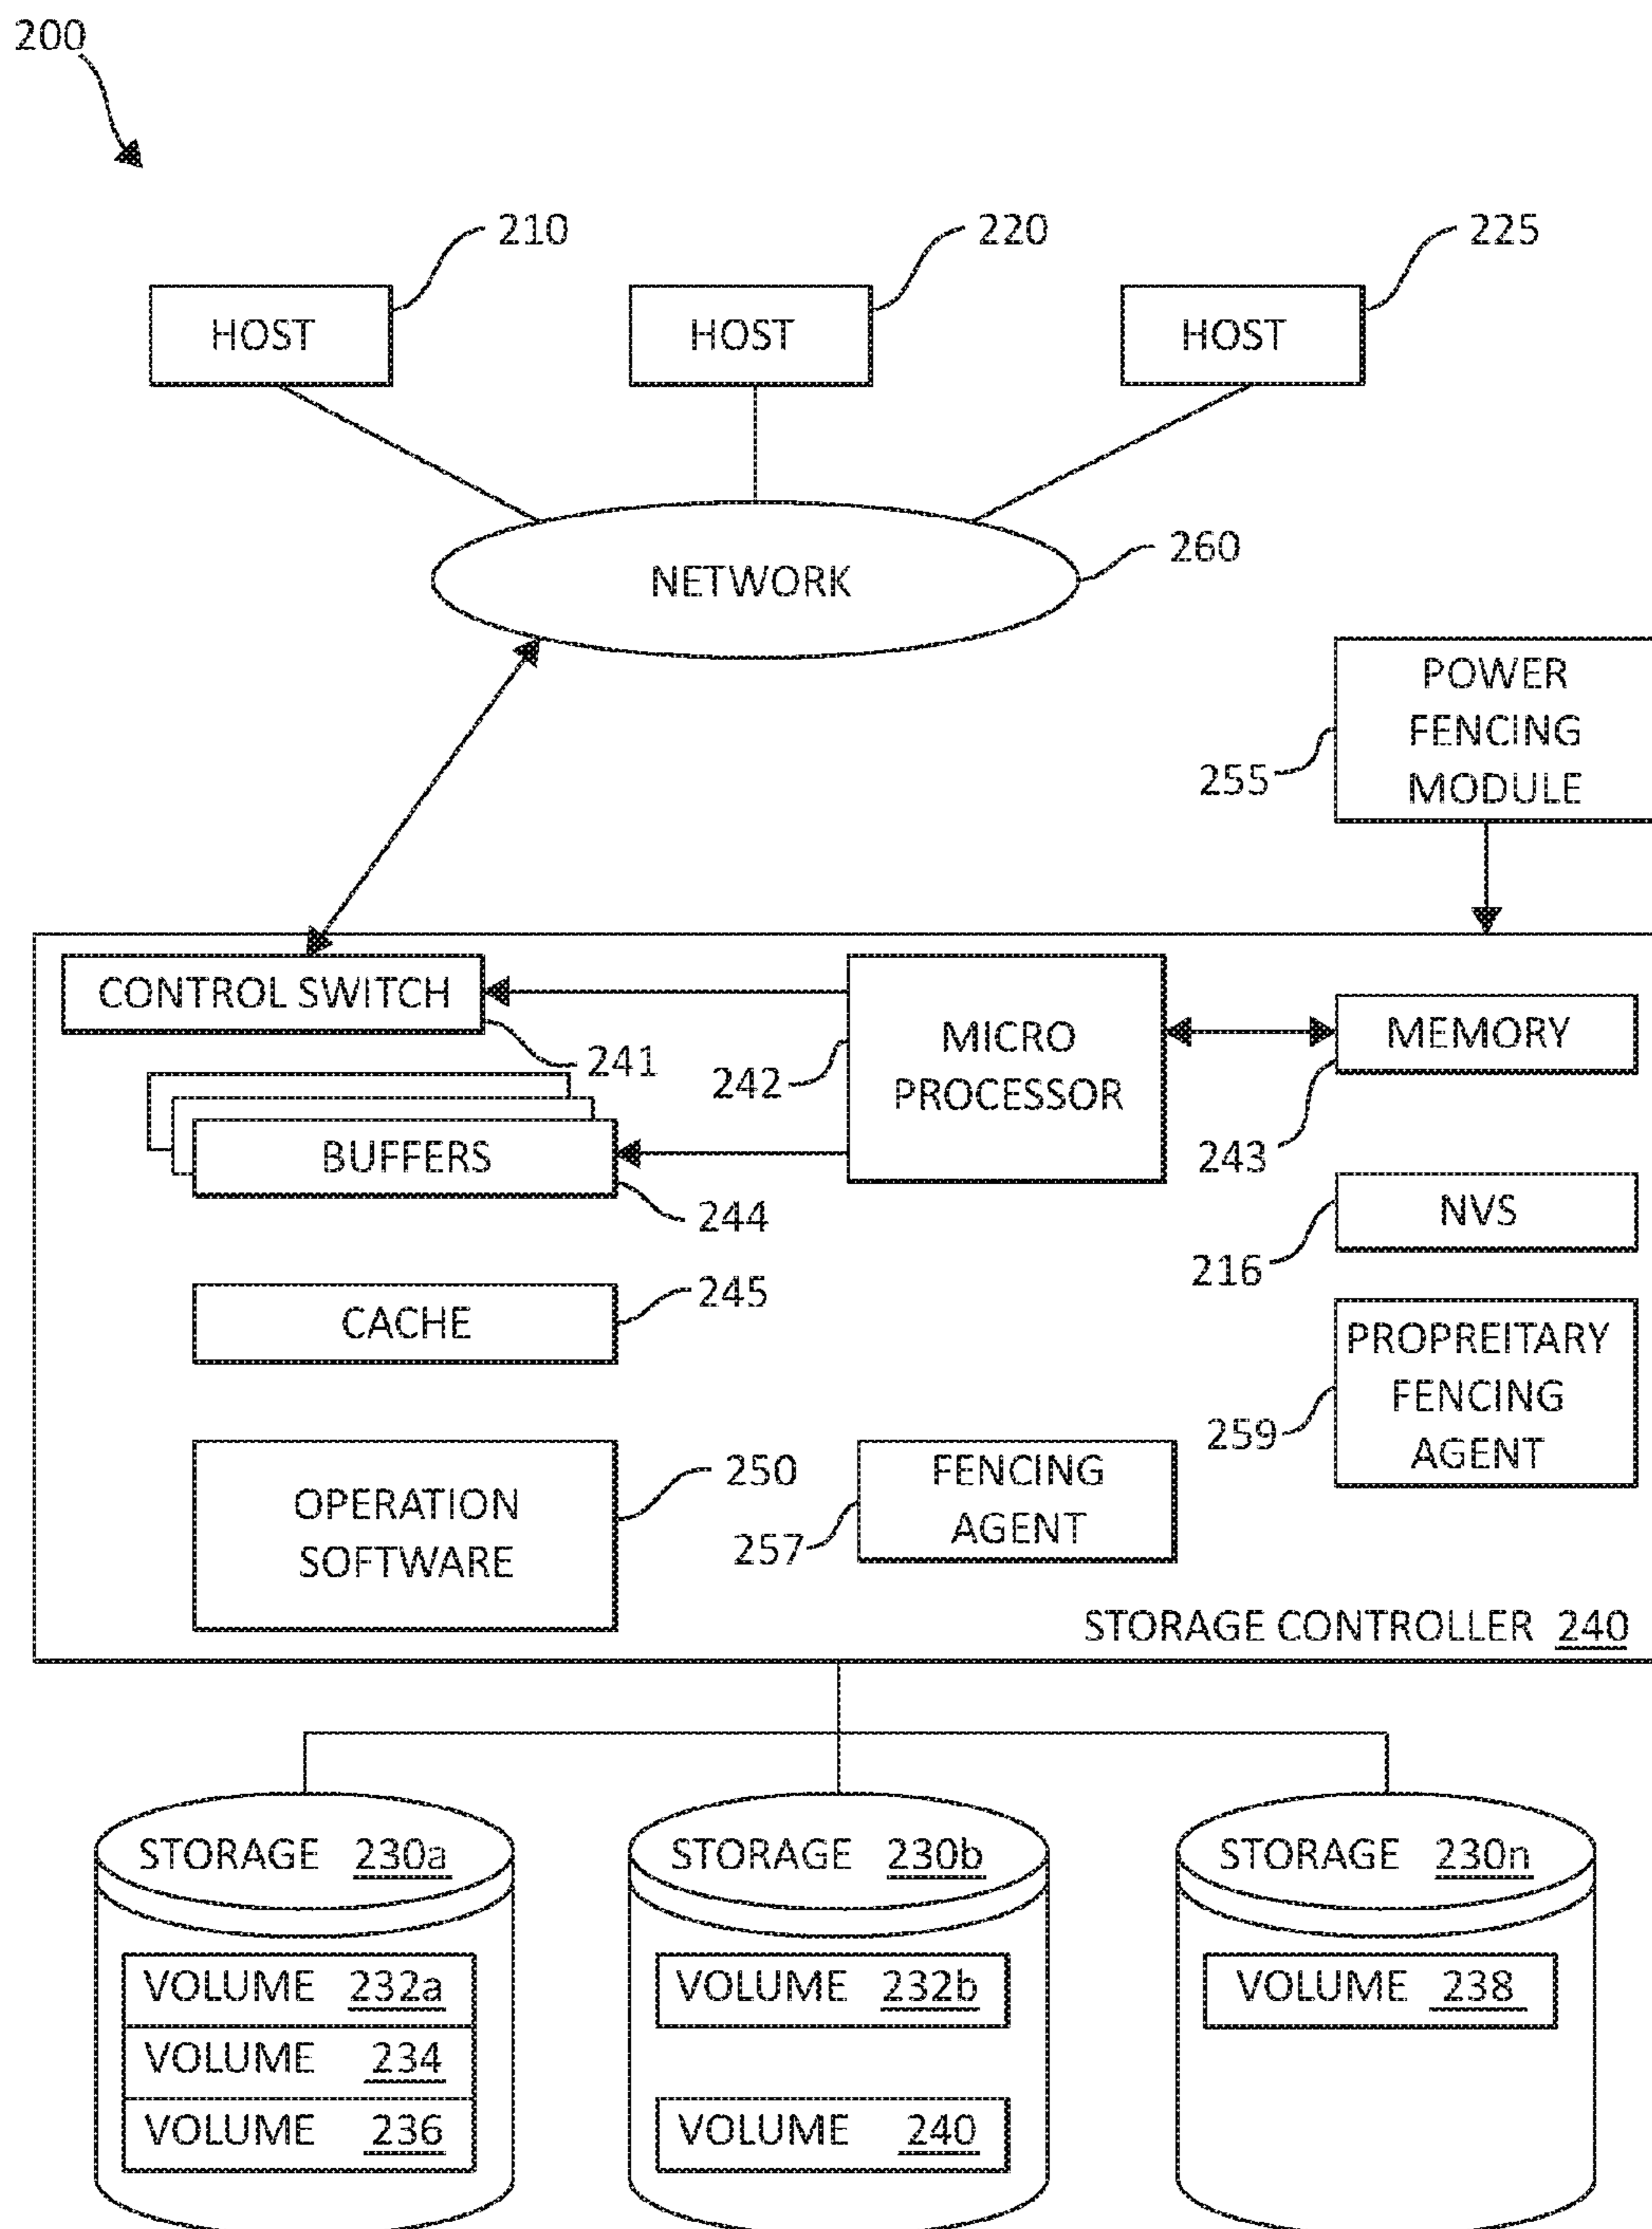 200
210
220
225
HOST
HOST
HOST
260
NETWORK
POWER
FENCING
MODULE
255
CONTROL SWITCH
241
MICRO
PROCESSOR
242
MEMORY
243
BUFFERS
244
NVS
216
CACHE
245
PROPREITARY
FENCING
AGENT
259
OPERATION
SOFTWARE
250
FENCING
AGENT
257
STORAGE CONTROLLER 240
STORAGE 230a
VOLUME 232a
VOLUME 234
VOLUME 236
STORAGE 230b
VOLUME 232b
VOLUME 240
STORAGE 230n
VOLUME 238